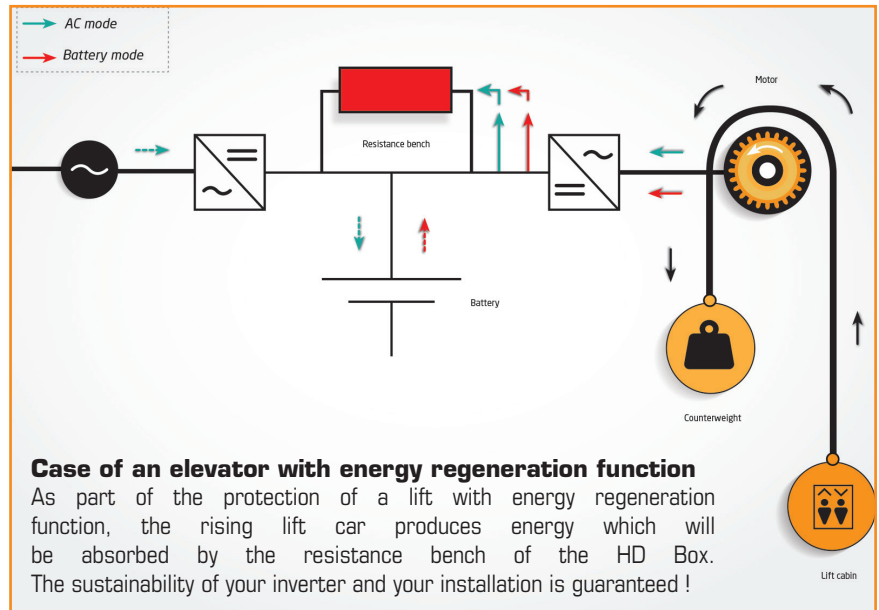 AC mode
Battery mode
Motor
Resistance bench
Battery
Counterweight
Lift cabin
Case of an elevator with energy regeneration function
As part of the protection of a lift with energy regeneration
function, the rising lift car produces energy which will
be absorbed by the resistance bench of the HD Box.
The sustainability of your inverter and your installation is guaranteed !